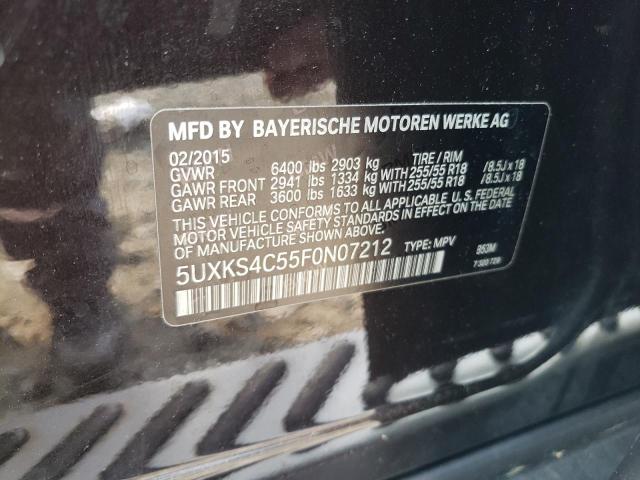 MFD BY BAYERISCHE MOTOREN WERKE AG
02/2015 TIRE / RIM
GVWR 6400 lbs 2903 kg
GAWR FRONT 2941 lbs 1334 kg WITH 255/55 R18 /8.5J x 18
GAWR REAR 3600 lbs 1633 kg WITH 255/55 R18 /8.5J x 18
THIS VEHICLE CONFORMS TO ALL APPLICABLE U.S. FEDERAL
MOTOR VEHICLE SAFETY STANDARDS IN EFFECT ON THE DATE OF
MANUFACTURE SHOWN ABOVE.
5UXKS4C55F0N07212 TYPE: MPV